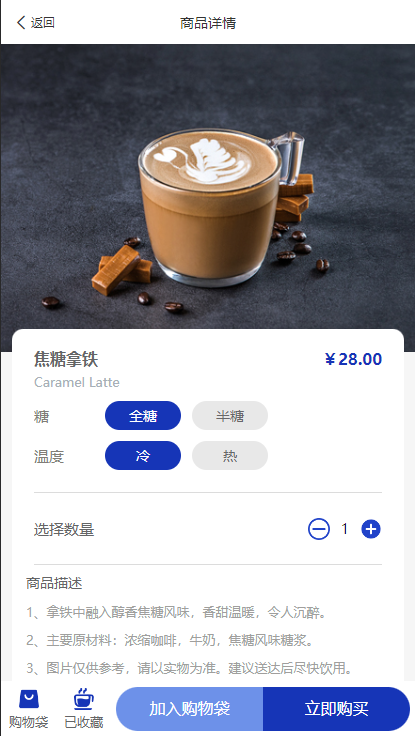 返回
商品详情
焦糖拿铁
￥28.00
Caramel Latte
糖 全糖 半糖
温度 冷 热
选择数量 1
商品描述
1、拿铁中融入醇香焦糖风味，香甜温暖，令人沉醉。
2、主要原材料：浓缩咖啡，牛奶，焦糖风味糖浆。
3、图片仅供参考，请以实物为准。建议送达后尽快饮用。
购物袋 已收藏 加入购物袋 立即购买